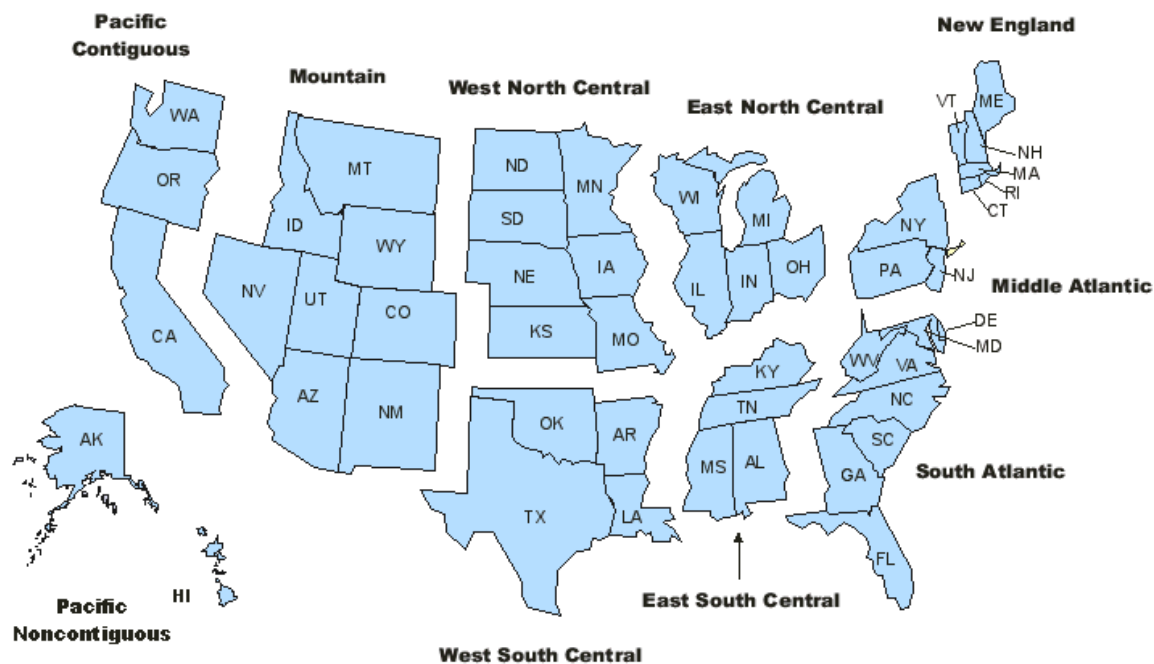 Pacific
Contiguous
Mountain
West North Central
East North Central
New England
WA
OR
CA
MT
ID
WY
NV
UT
CO
AZ
NM
ND
MN
SD
NE
IA
KS
MO
WI
MI
IL
IN
OH
VT
ME
NH
MA
RI
CT
NY
PA
NJ
Middle Atlantic
DE
MD
WV
VA
KY
TN
NC
SC
MS
AL
GA
FL
South Atlantic
OK
AR
TX
LA
East South Central
West South Central
AK
HI
Pacific
Noncontiguous